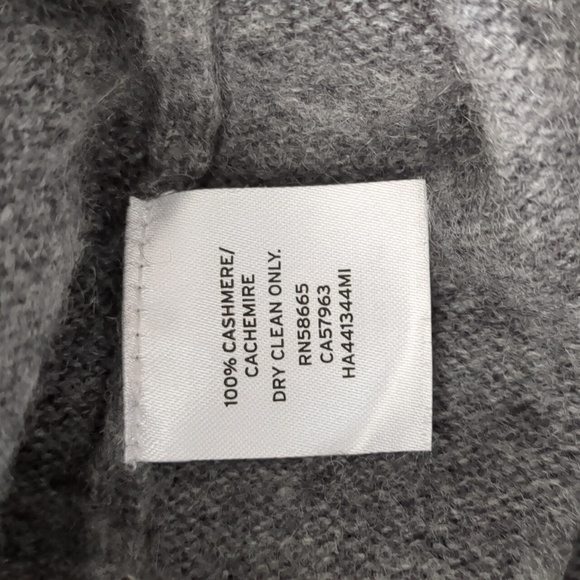 100% CASHMERE/
CACHEMIRE
DRY CLEAN ONLY.
RN58665
CA57963
HA441344MI